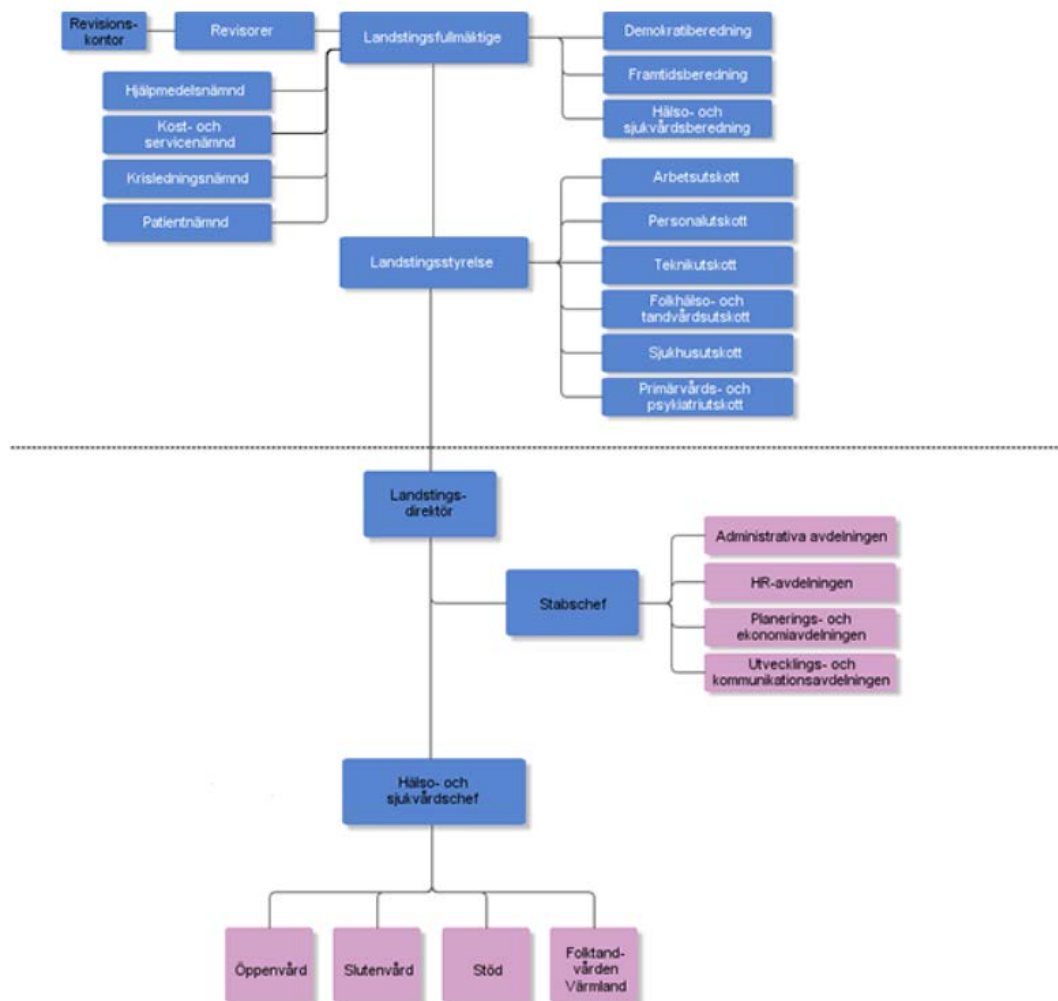 Revisions-
kontor
Revisorer
Landstingsfullmäktige
Demokratiberedning
Framtidsberedning
Hälso- och
sjukvårdsberedning
Hjälpmedelsnämnd
Kost- och
servicenämnd
Krisledningsnämnd
Patientnämnd
Landstingsstyrelse
Arbetsutskott
Personalutskott
Teknikutskott
Folkhälso- och
tandvårdsutskott
Sjukhusutskott
Primärvårds- och
psykiatriutskott
Landstings-
direktör
Stabschef
Administrativa avdelningen
HR-avdelningen
Planerings- och
ekonomiavdelningen
Utvecklings- och
kommunikationsavdelningen
Hälso- och
sjukvårdschef
Öppenvård
Slutenvård
Stöd
Folktand-
vården
Värmland